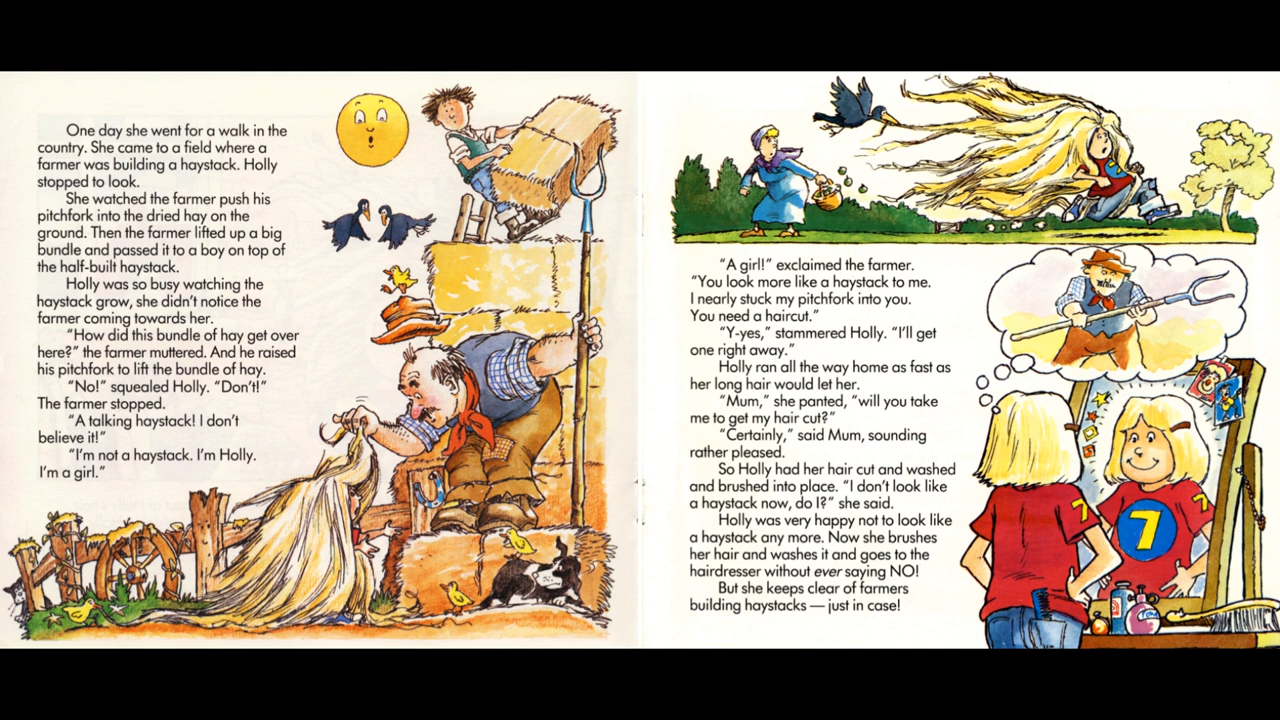 One day she went for a walk in the
country. She came to a field where a
farmer was building a haystack. Holly
stopped to look.
She watched the farmer push his
pitchfork into the dried hay on the
ground. Then the farmer lifted up a big
bundle and passed it to a boy on top of
the half-built haystack.
Holly was so busy watching the
haystack grow, she didn’t notice the
farmer coming towards her.
“How did this bundle of hay get over
here?” the farmer muttered. And he raised
his pitchfork to lift the bundle of hay.
“No!” squealed Holly. “Don’t!”
The farmer stopped.
“A talking haystack! I don’t
believe it!”
“I’m not a haystack. I’m Holly.
I’m a girl.”
“A girl!” exclaimed the farmer.
“You look more like a haystack to me.
I nearly stuck my pitchfork into you.
You need a haircut.”
“Y-yes,” stammered Holly. “I’ll get
one right away.”
Holly ran all the way home as fast as
her long hair would let her.
“Mum,” she panted, “will you take
me to get my hair cut?”
“Certainly,” said Mum, sounding
rather pleased.
So Holly had her hair cut and washed
and brushed into place. “I don’t look like
a haystack now, do I?” she said.
Holly was very happy not to look like
a haystack any more. Now she brushes
her hair and washes it and goes to the
hairdresser without ever saying NO!
But she keeps clear of farmers
building haystacks — just in case!
7
7
7